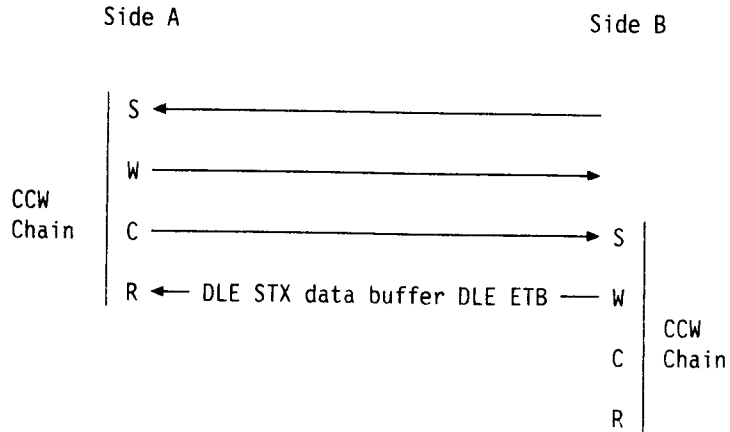 Side A
Side B
S
W
CCW
Chain
C
S
R DLE STX data buffer DLE ETB W
CCW
Chain
C
R